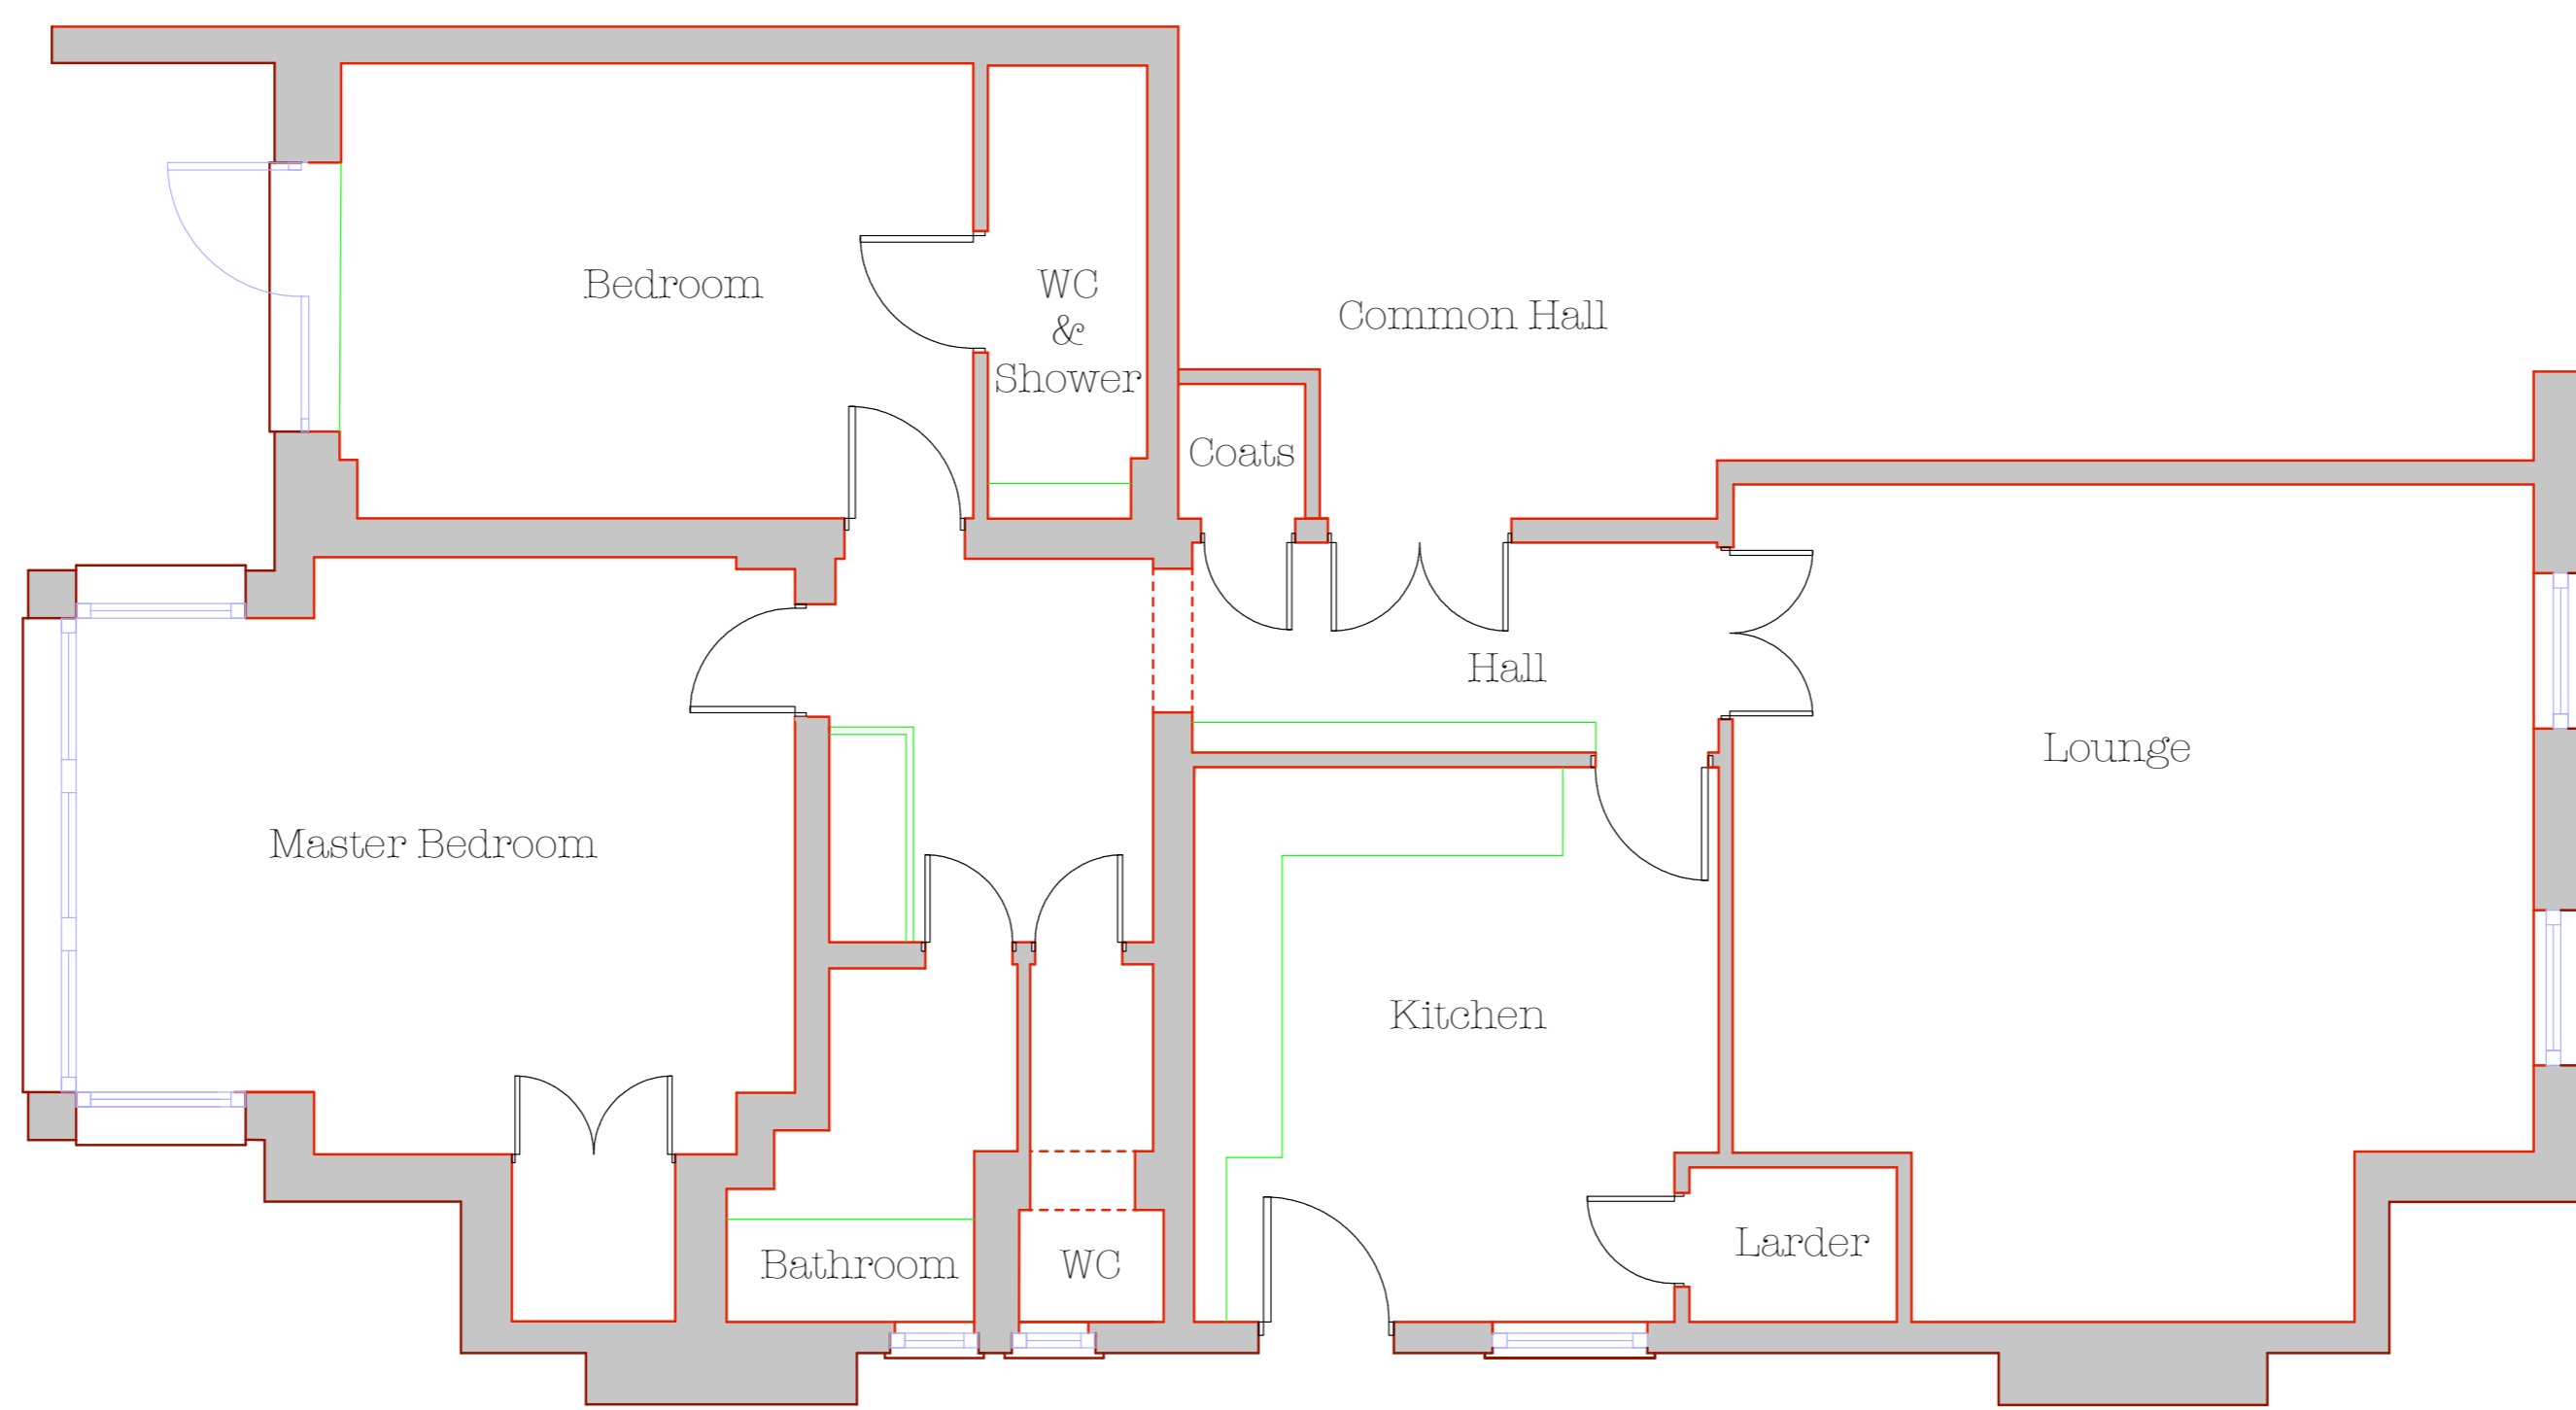 Bedroom
WC
&
Shower
Common Hall
Coats
Hall
Lounge
Master Bedroom
Kitchen
Larder
Bathroom
WC